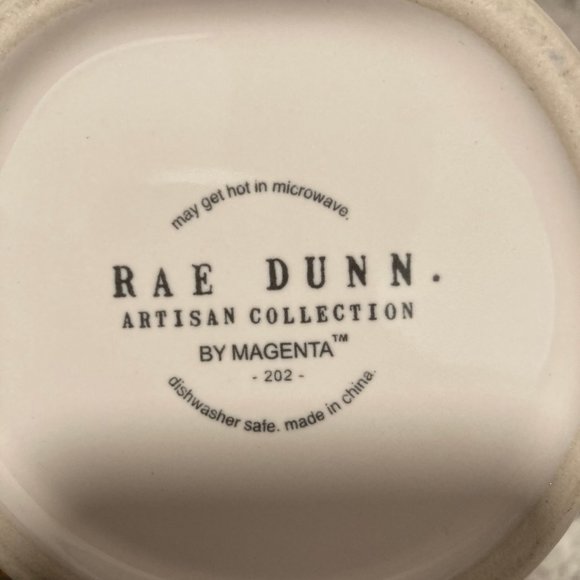 may get hot in microwave.
RAE DUNN.
ARTISAN COLLECTION
BY MAGENTA™
- 202 -
dishwasher safe. made in china.